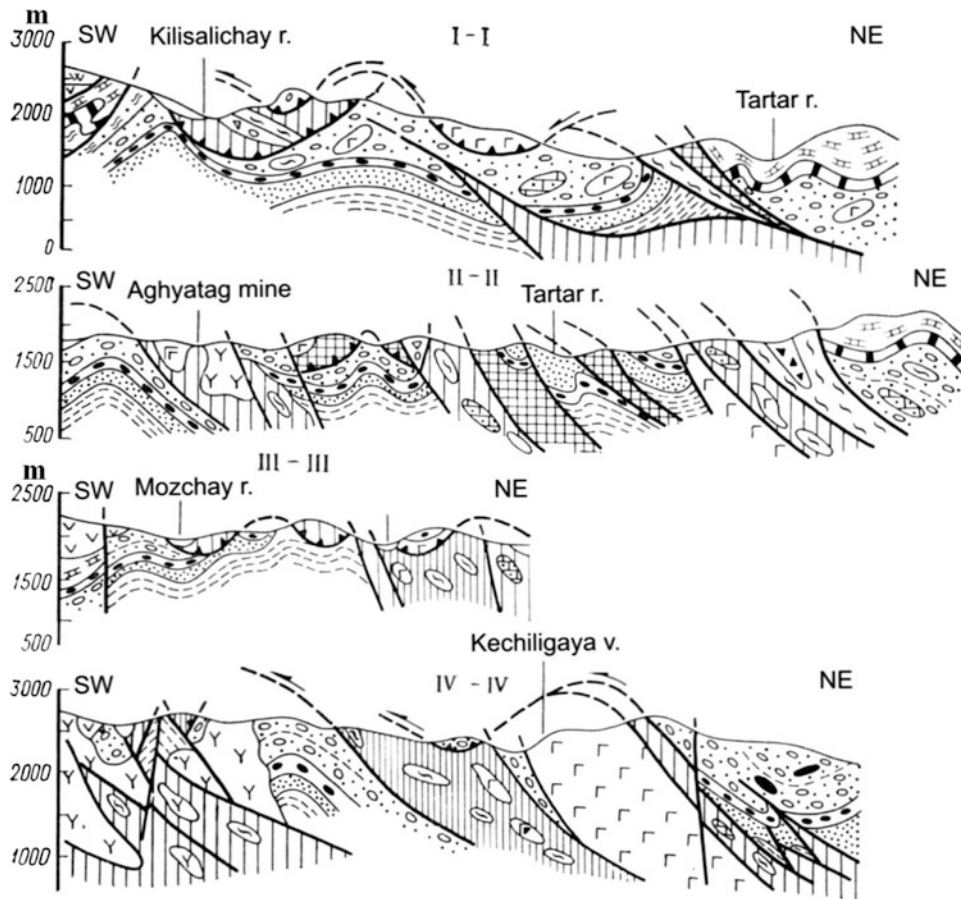 m
3000
SW
Kilisalichay r.
I - I
NE
2000
Tartar r.
1000
0
2500
SW
Aghyatag mine
II - II
Tartar r.
NE
1500
500
III - III
m
2500
SW
Mozchay r.
NE
1500
500
Kechiligaya v.
3000
SW
IV - IV
NE
2000
1000